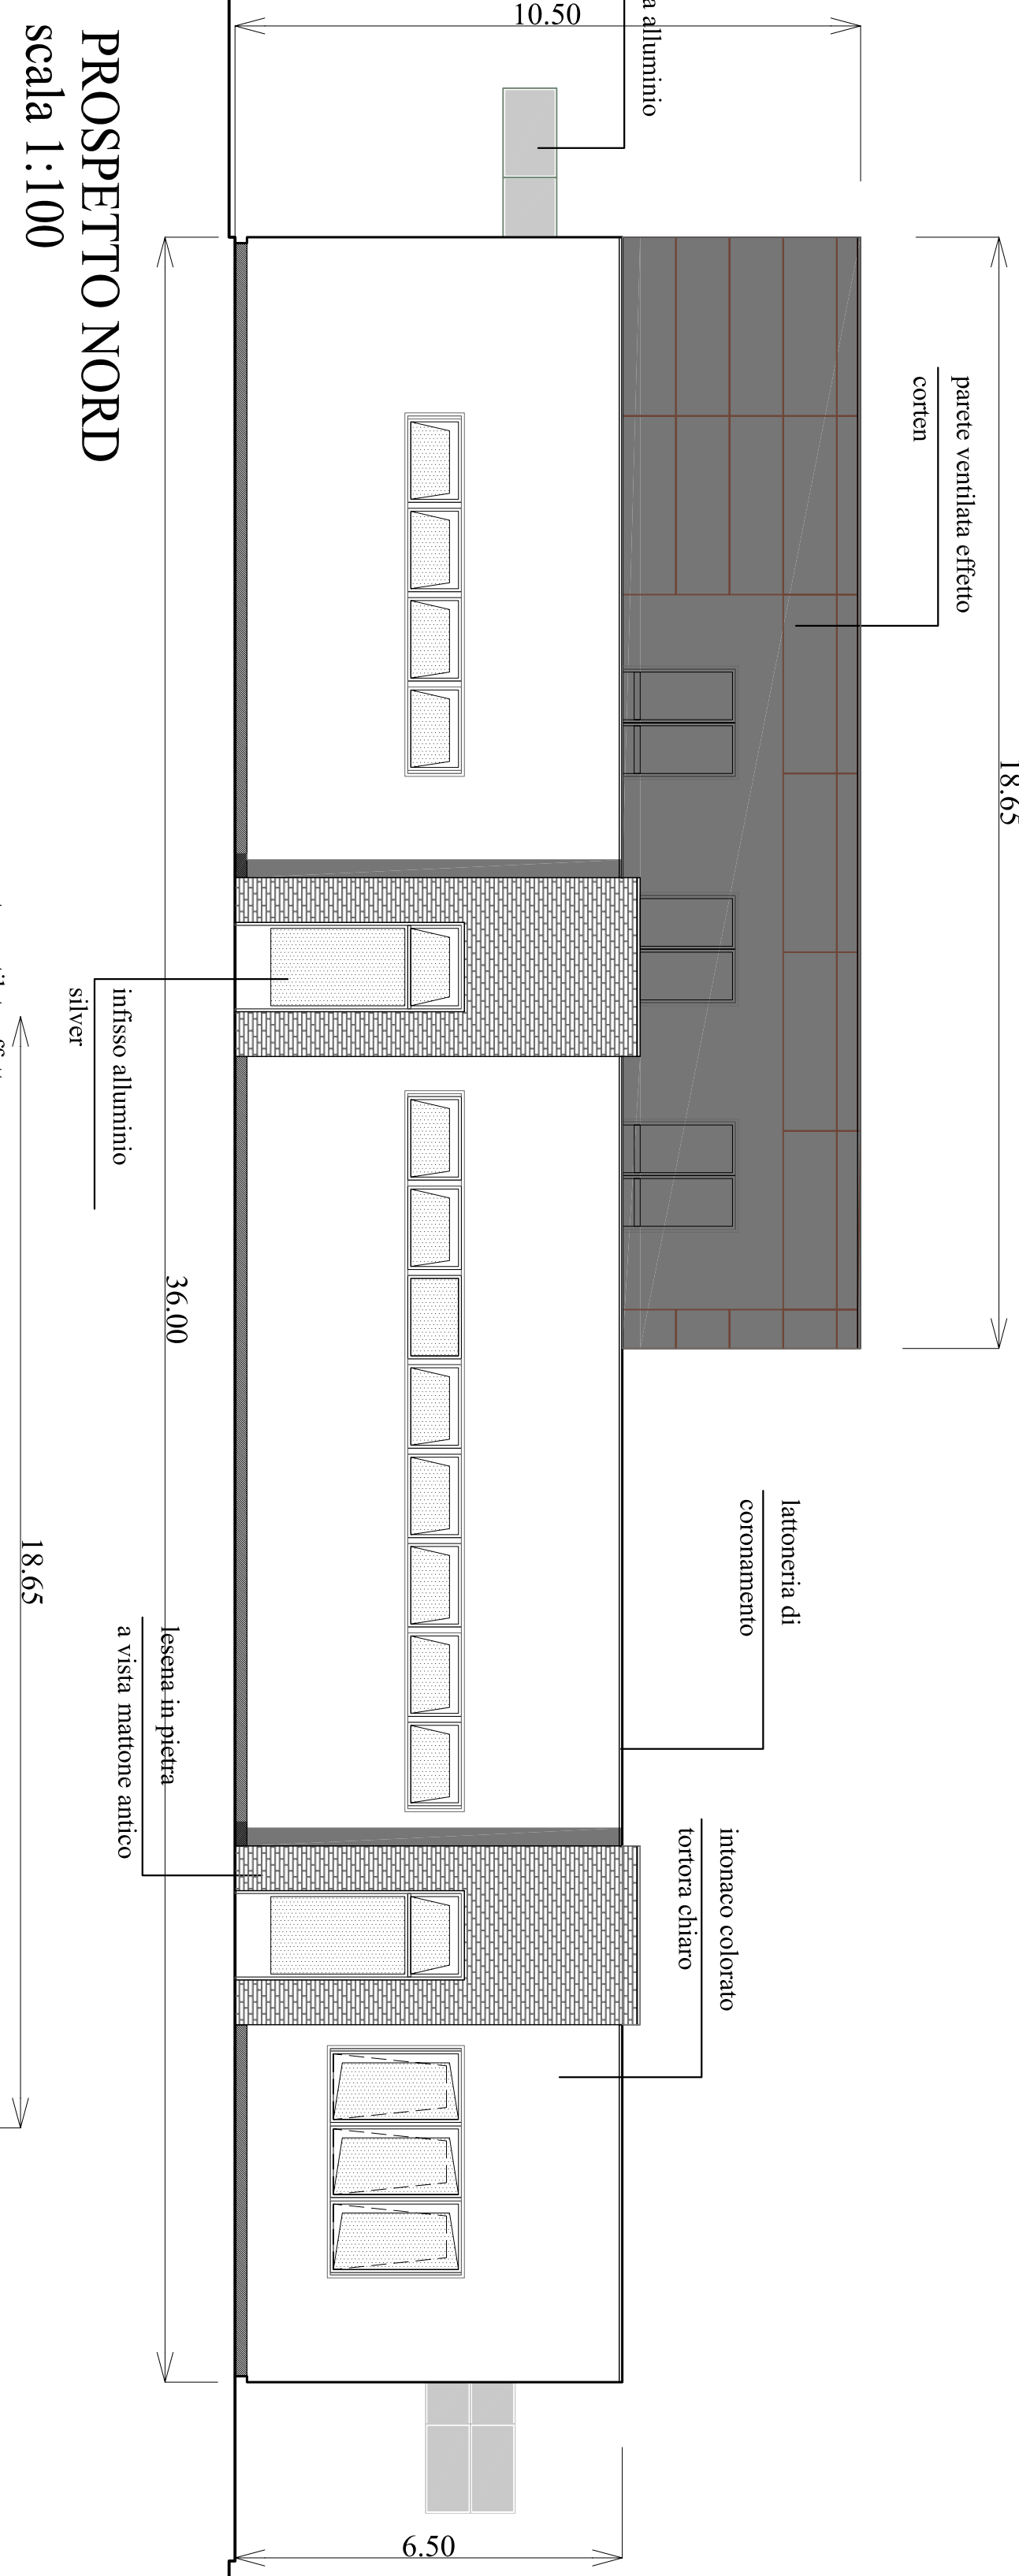 10.50
a alluminio
18.65
parete ventilata effetto
corten
lattoneria di
coronamento
intonaco colorato
tortora chiaro
infisso alluminio
silver
36.00
lesena in pietra
a vista mattone antico
6.50
18.65
PROSPETTO NORD
scala 1:100